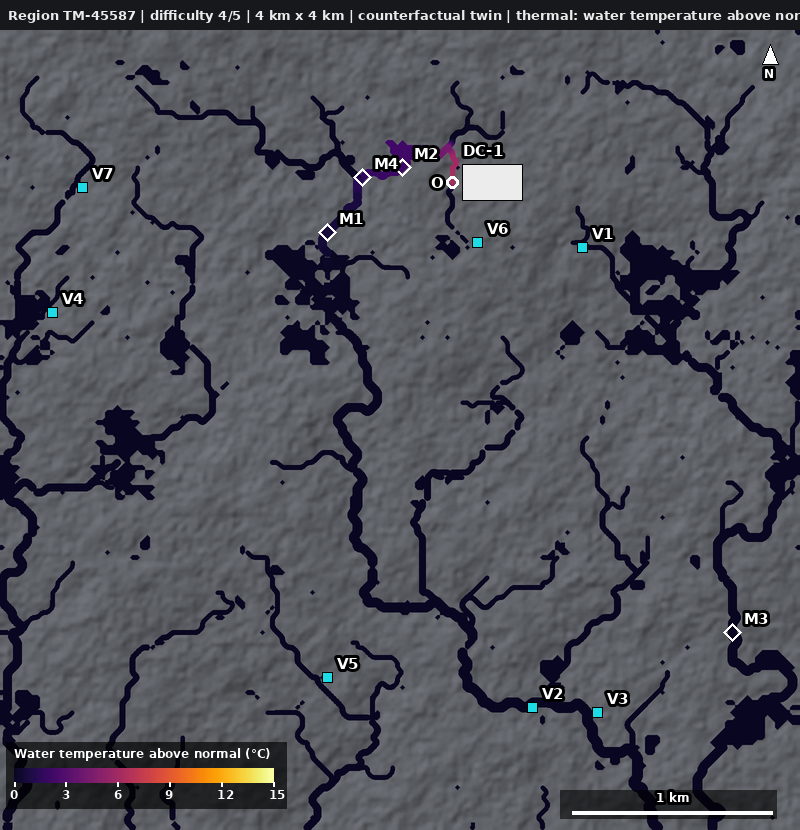 Region TM-45587 | difficulty 4/5 | 4 km x 4 km | counterfactual twin | thermal: water temperature above nor
N
M2
DC-1
M4
V7
O
M1
V6
V1
V4
M3
V5
V2
V3
Water temperature above normal (°C)
0 3 6 9 12 15
1 km